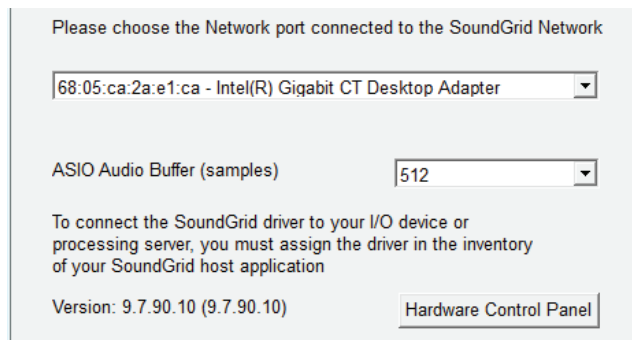 Please choose the Network port connected to the SoundGrid Network
68:05:ca:2a:e1:ca - Intel(R) Gigabit CT Desktop Adapter
ASIO Audio Buffer (samples)
512
To connect the SoundGrid driver to your I/O device or
processing server, you must assign the driver in the inventory
of your SoundGrid host application
Version: 9.7.90.10 (9.7.90.10)
Hardware Control Panel